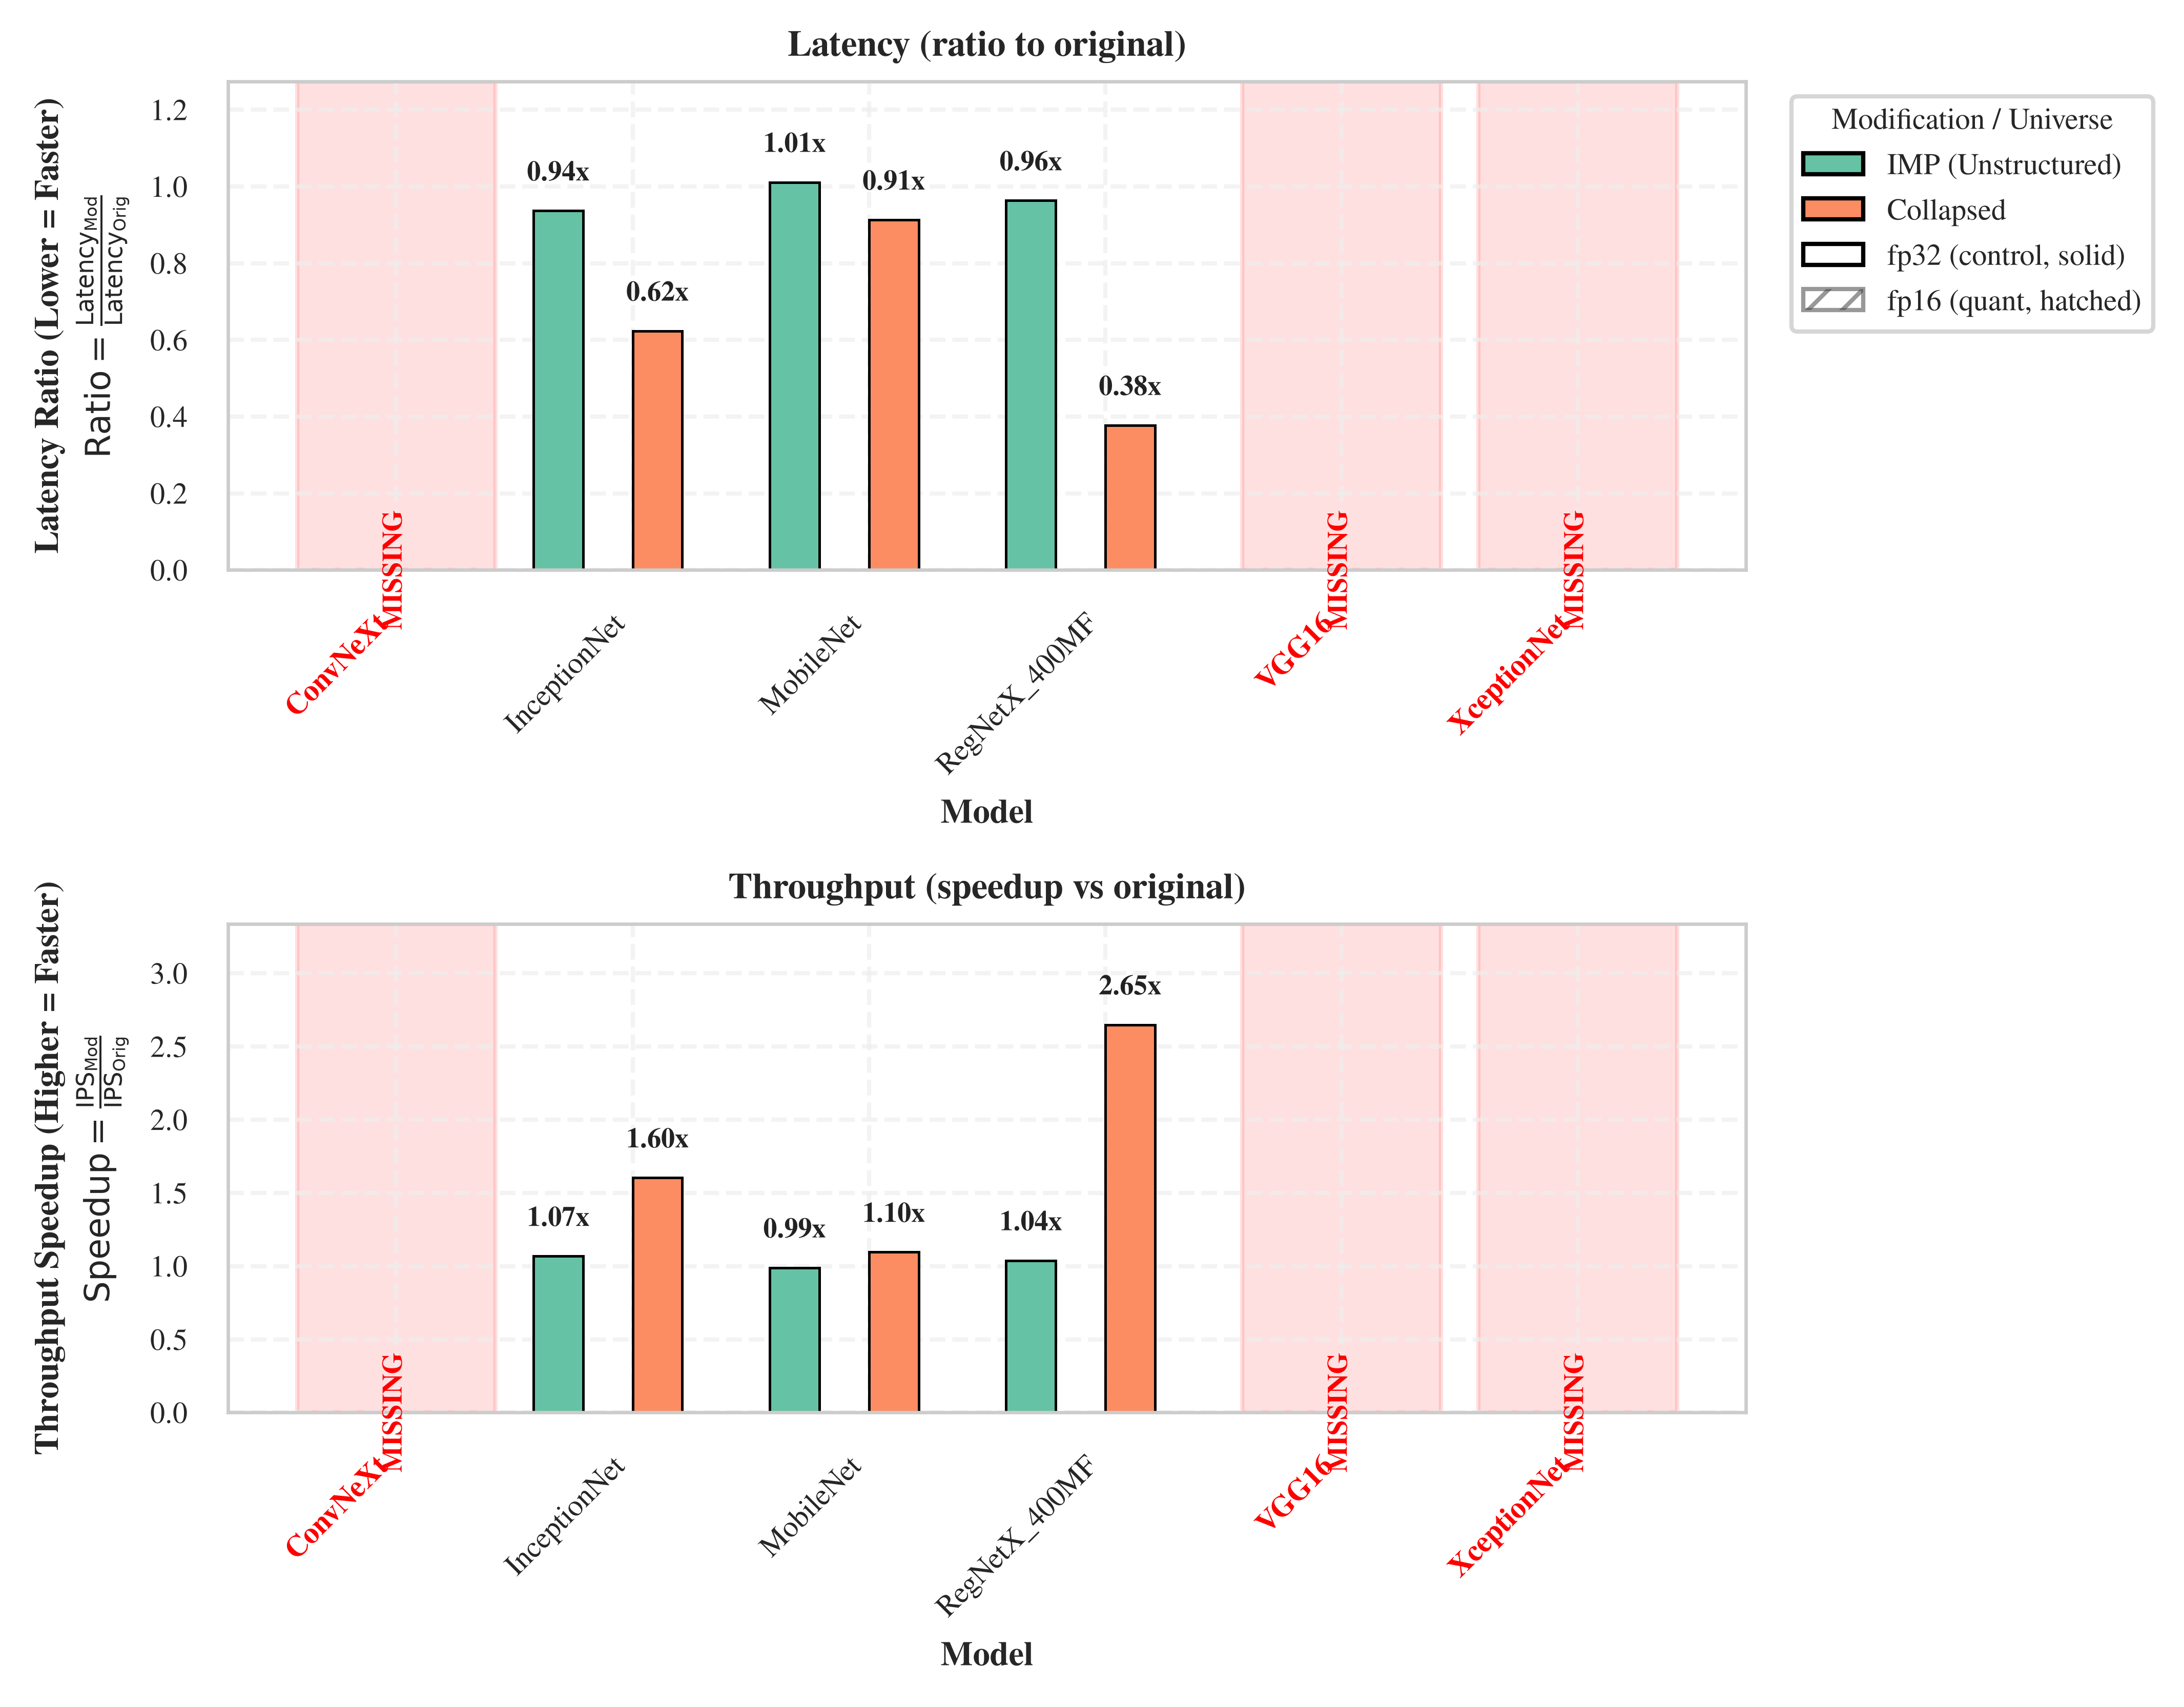 Latency (ratio to original)
Latency Ratio (Lower = Faster)
Ratio = Latency_Mod / Latency_Orig
1.2
1.0
0.8
0.6
0.4
0.2
0.0
0.94x
0.62x
1.01x
0.91x
0.96x
0.38x
MISSING
MISSING
MISSING
ConvNeXt
InceptionNet
MobileNet
RegNetX_400MF
VGG16
XceptionNet
Model
Modification / Universe
IMP (Unstructured)
Collapsed
fp32 (control, solid)
fp16 (quant, hatched)
Throughput (speedup vs original)
Throughput Speedup (Higher = Faster)
Speedup = IPS_Mod / IPS_Orig
3.0
2.5
2.0
1.5
1.0
0.5
0.0
1.07x
1.60x
0.99x
1.10x
1.04x
2.65x
MISSING
MISSING
MISSING
ConvNeXt
InceptionNet
MobileNet
RegNetX_400MF
VGG16
XceptionNet
Model